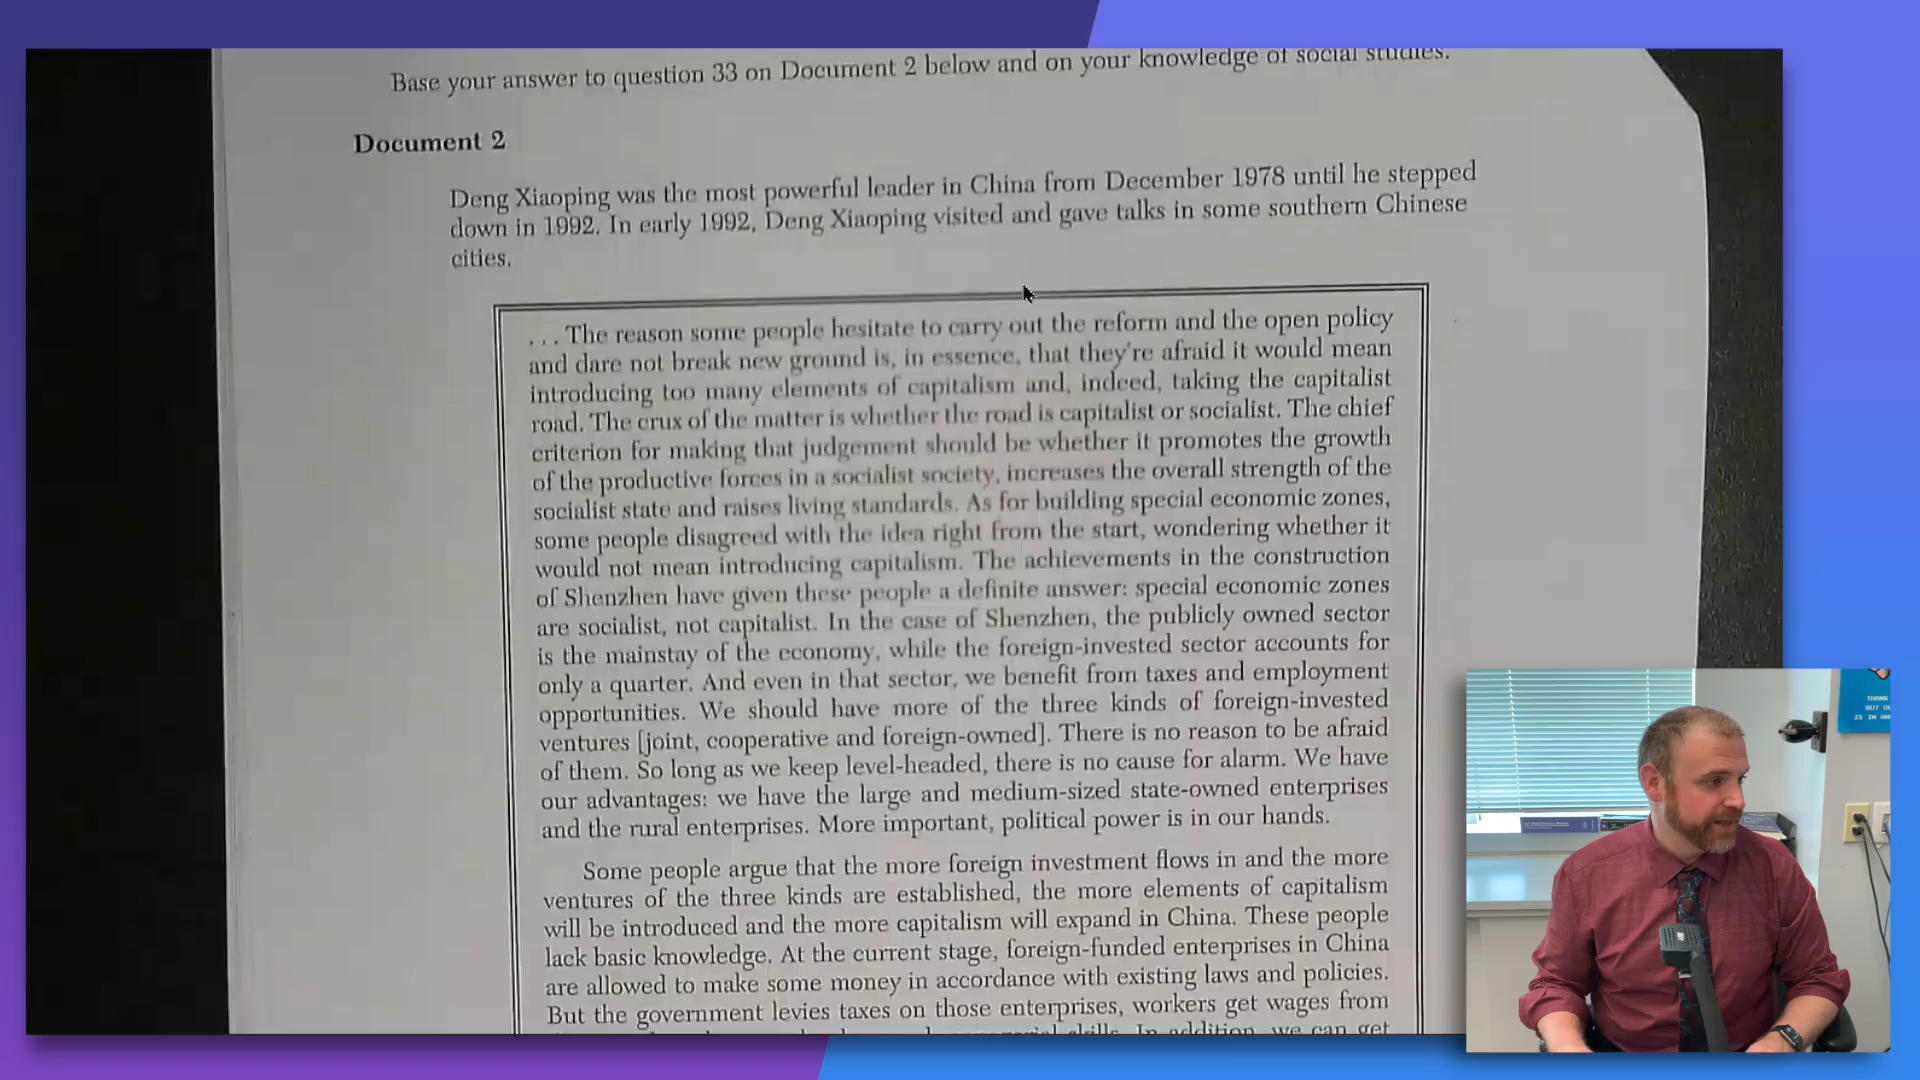 Base your answer to question 33 on Document 2 below and on your knowledge of social studies.
Document 2
Deng Xiaoping was the most powerful leader in China from December 1978 until he stepped
down in 1992. In early 1992, Deng Xiaoping visited and gave talks in some southern Chinese
cities.
. . . The reason some people hesitate to carry out the reform and the open policy
and dare not break new ground is, in essence, that they're afraid it would mean
introducing too many elements of capitalism and, indeed, taking the capitalist
road. The crux of the matter is whether the road is capitalist or socialist. The chief
criterion for making that judgement should be whether it promotes the growth
of the productive forces in a socialist society, increases the overall strength of the
socialist state and raises living standards. As for building special economic zones,
some people disagreed with the idea right from the start, wondering whether it
would not mean introducing capitalism. The achievements in the construction
of Shenzhen have given these people a definite answer: special economic zones
are socialist, not capitalist. In the case of Shenzhen, the publicly owned sector
is the mainstay of the economy, while the foreign-invested sector accounts for
only a quarter. And even in that sector, we benefit from taxes and employment
opportunities. We should have more of the three kinds of foreign-invested
ventures [joint, cooperative and foreign-owned]. There is no reason to be afraid
of them. So long as we keep level-headed, there is no cause for alarm. We have
our advantages: we have the large and medium-sized state-owned enterprises
and the rural enterprises. More important, political power is in our hands.
Some people argue that the more foreign investment flows in and the more
ventures of the three kinds are established, the more elements of capitalism
will be introduced and the more capitalism will expand in China. These people
lack basic knowledge. At the current stage, foreign-funded enterprises in China
are allowed to make some money in accordance with existing laws and policies.
But the government levies taxes on those enterprises, workers get wages from
skills. In addition, we can get
THANK
BUT OU
IS IN AN